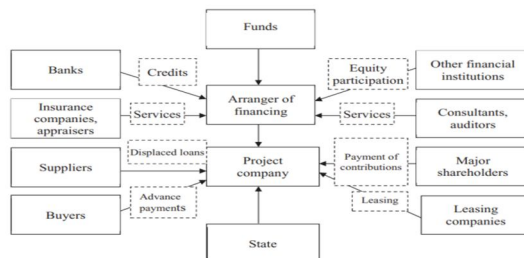 Funds
Banks
Credits
Equity
participation
Other financial
institutions
Insurance
companies,
appraisers
Services
Arranger of
financing
Services
Consultants,
auditors
Suppliers
Displaced loans
Project
company
Payment of
contributions
Major
shareholders
Buyers
Advance
payments
Leasing
Leasing
companies
State